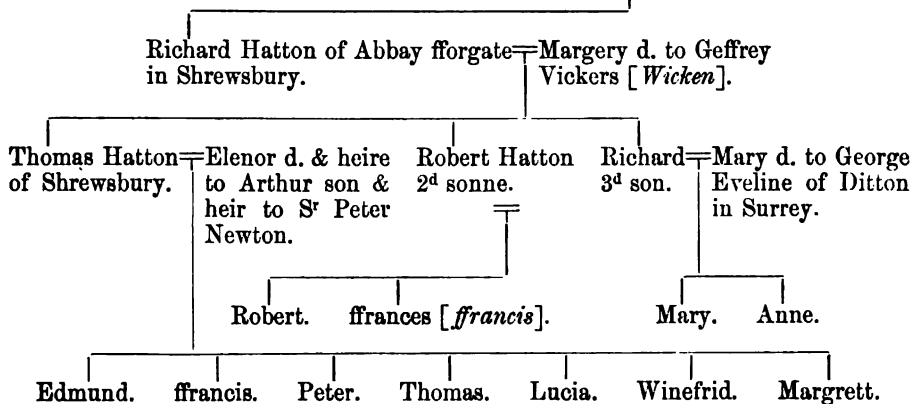 Richard Hatton of Abbay fforgate=Margery d. to Geffrey
in Shrewsbury. Vickers [Wicken].
Thomas Hatton=Elenor d. & heire Robert Hatton Richard=Mary d. to George
of Shrewsbury. to Arthur son & 2d sonne. 3d son. Eveline of Ditton
heir to Sr Peter in Surrey.
Newton.
Robert. ffrances [ffrancis]. Mary. Anne.
Edmund. ffrancis. Peter. Thomas. Lucia. Winefrid. Margrett.